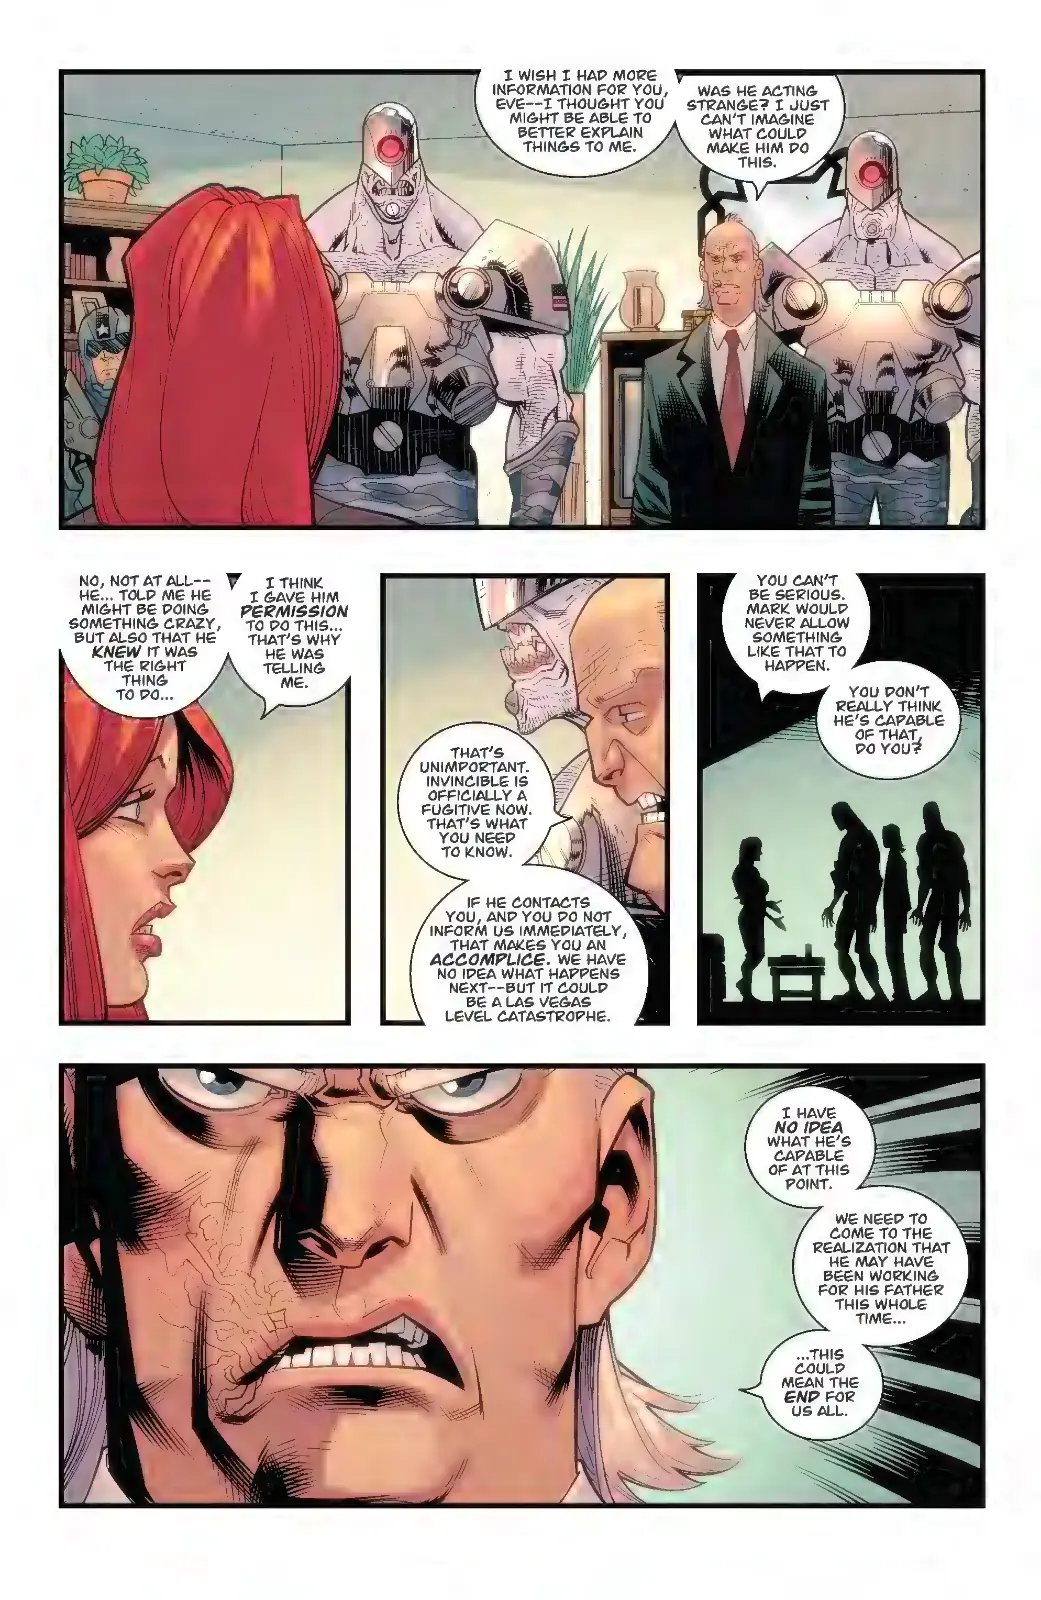 I WISH I HAD MORE
INFORMATION FOR YOU,
EVE--I THOUGHT YOU
MIGHT BE ABLE TO
BETTER EXPLAIN
THINGS TO ME.
WAS HE ACTING
STRANGE? I JUST
CAN'T IMAGINE
WHAT COULD
MAKE HIM DO
THIS.
NO, NOT AT ALL--
HE... TOLD ME HE
MIGHT BE DOING
SOMETHING CRAZY,
BUT ALSO THAT HE
KNEW IT WAS
THE RIGHT
THING
TO DO...
I THINK
I GAVE HIM
PERMISSION
TO DO THIS...
THAT'S WHY
HE WAS
TELLING
ME.
THAT'S
UNIMPORTANT.
INVINCIBLE IS
OFFICIALLY A
FUGITIVE NOW.
THAT'S WHAT
YOU NEED
TO KNOW.
IF HE CONTACTS
YOU, AND YOU DO NOT
INFORM US IMMEDIATELY,
THAT MAKES YOU AN
ACCOMPLICE. WE HAVE
NO IDEA WHAT HAPPENS
NEXT--BUT IT COULD
BE A LAS VEGAS
LEVEL CATASTROPHE.
YOU CAN'T
BE SERIOUS.
MARK WOULD
NEVER ALLOW
SOMETHING
LIKE THAT TO
HAPPEN.
YOU DON'T
REALLY THINK
HE'S CAPABLE
OF THAT,
DO YOU?
I HAVE
NO IDEA
WHAT HE'S
CAPABLE
OF AT THIS
POINT.
WE NEED TO
COME TO THE
REALIZATION THAT
HE MAY HAVE
BEEN WORKING
FOR HIS FATHER
THIS WHOLE
TIME...
...THIS
COULD
MEAN THE
END FOR
US ALL.